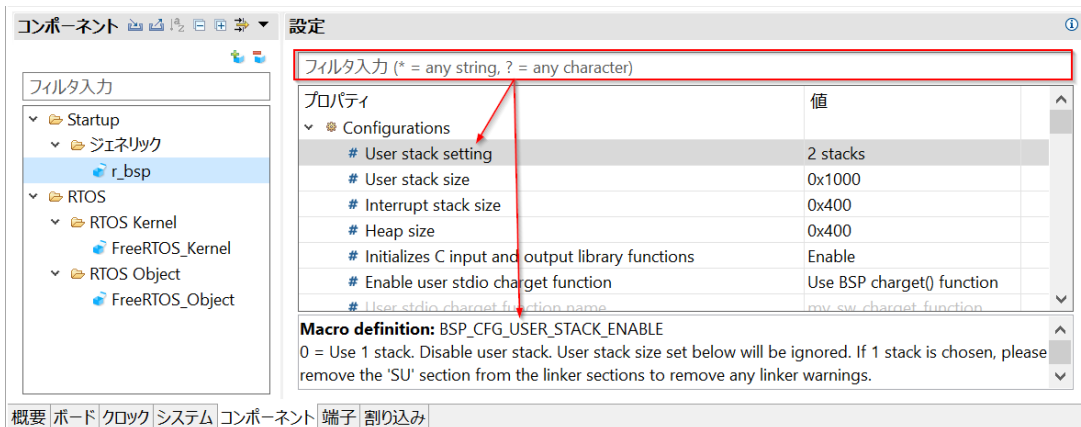 コンポーネント
設定
フィルタ入力
Startup
ジェネリック
r_bsp
RTOS
RTOS Kernel
FreeRTOS_Kernel
RTOS Object
FreeRTOS_Object
フィルタ入力 (* = any string, ? = any character)
プロパティ 値
Configurations
# User stack setting 2 stacks
# User stack size 0x1000
# Interrupt stack size 0x400
# Heap size 0x400
# Initializes C input and output library functions Enable
# Enable user stdio charget function Use BSP charget() function
# User stdio charget function name my_sw_charget_function
Macro definition: BSP_CFG_USER_STACK_ENABLE
0 = Use 1 stack. Disable user stack. User stack size set below will be ignored. If 1 stack is chosen, please
remove the 'SU' section from the linker sections to remove any linker warnings.
概要 ボード クロック システム コンポーネント 端子 割り込み